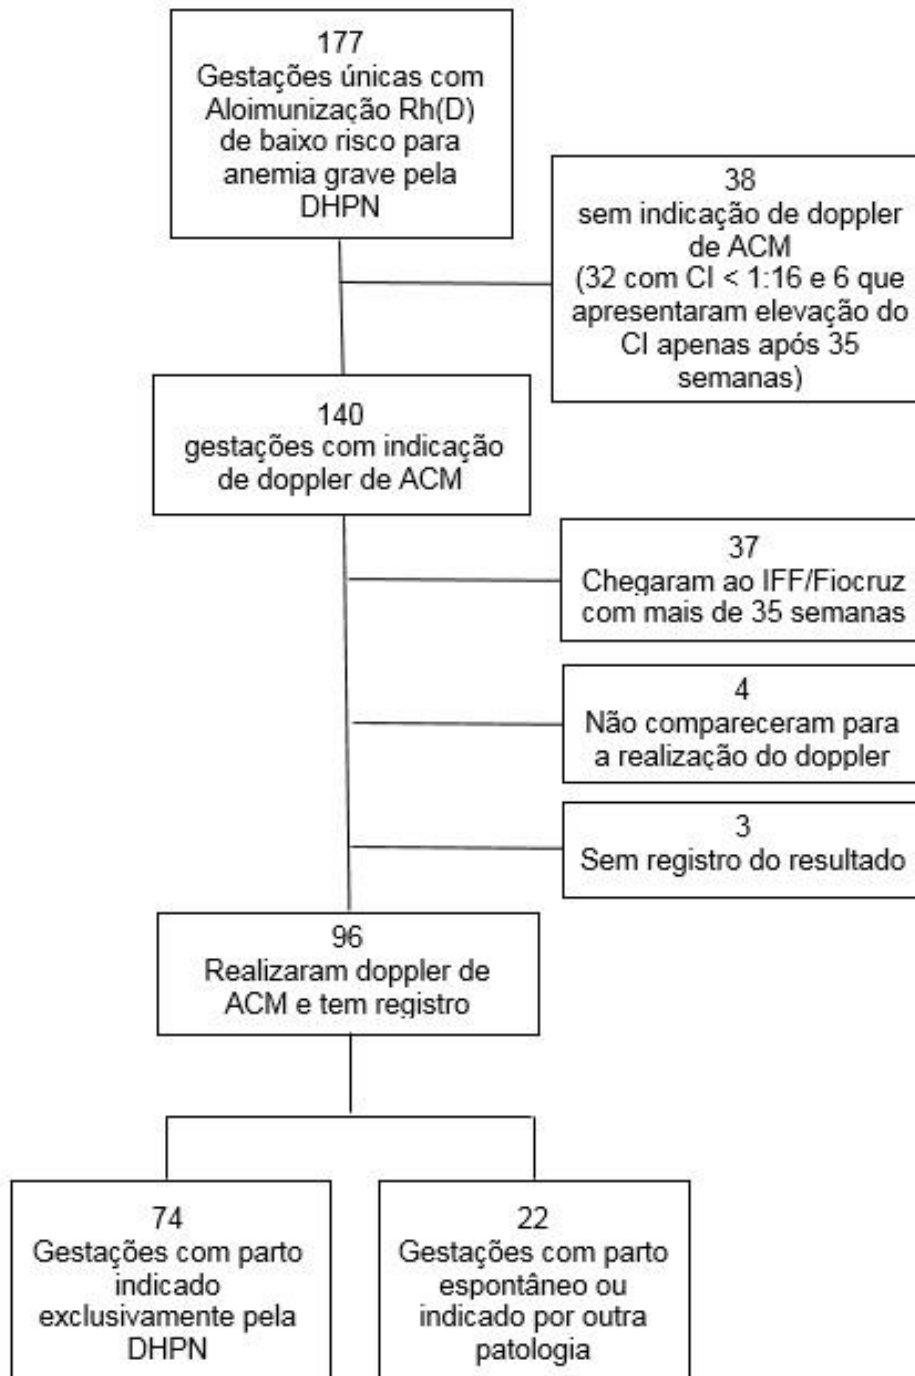 177
Gestações únicas com
Aloimunização Rh(D)
de baixo risco para
anemia grave pela
DHPN
38
sem indicação de doppler
de ACM
(32 com CI < 1:16 e 6 que
apresentaram elevação do
CI apenas após 35
semanas)
140
gestações com indicação
de doppler de ACM
37
Chegaram ao IFF/Fiocruz
com mais de 35 semanas
4
Não compareceram para
a realização do doppler
3
Sem registro do resultado
96
Realizaram doppler de
ACM e tem registro
74
Gestações com parto
indicado
exclusivamente pela
DHPN
22
Gestações com parto
espontâneo ou
indicado por outra
patologia